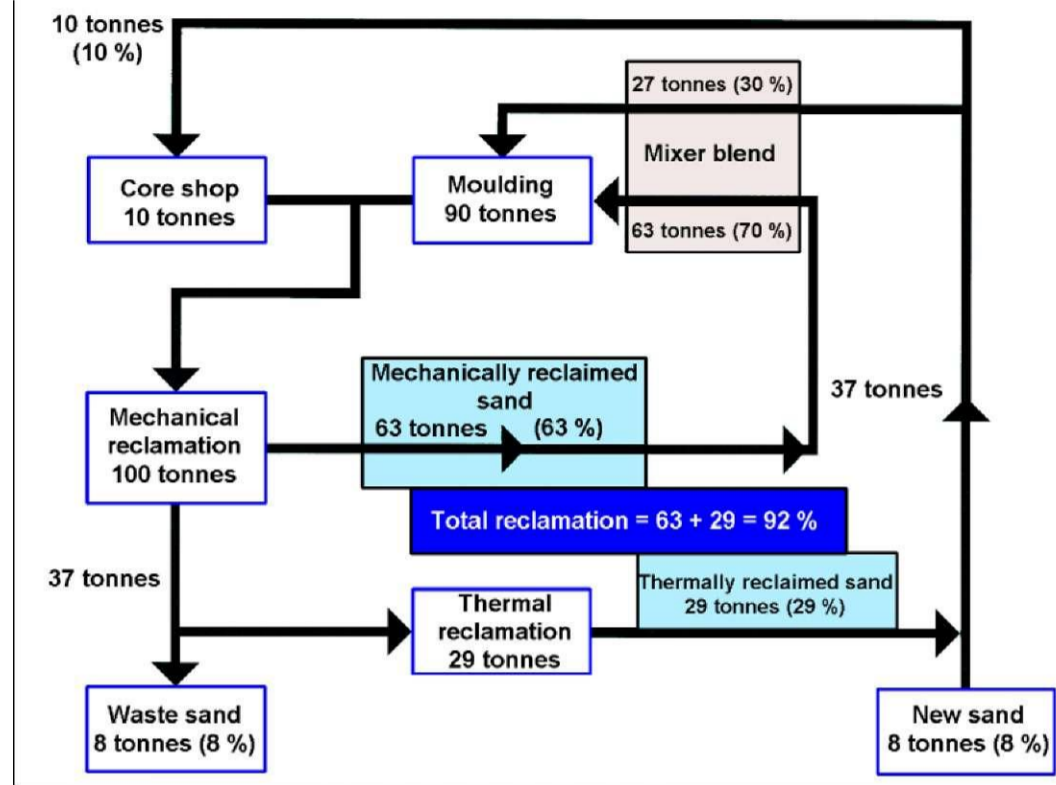 10 tonnes
(10 %)
27 tonnes (30 %)
Mixer blend
63 tonnes (70 %)
Core shop
10 tonnes
Moulding
90 tonnes
Mechanical
reclamation
100 tonnes
Mechanically reclaimed
sand
63 tonnes (63 %)
37 tonnes
Total reclamation = 63 + 29 = 92 %
37 tonnes
Thermal
reclamation
29 tonnes
Thermally reclaimed sand
29 tonnes (29 %)
Waste sand
8 tonnes (8 %)
New sand
8 tonnes (8 %)